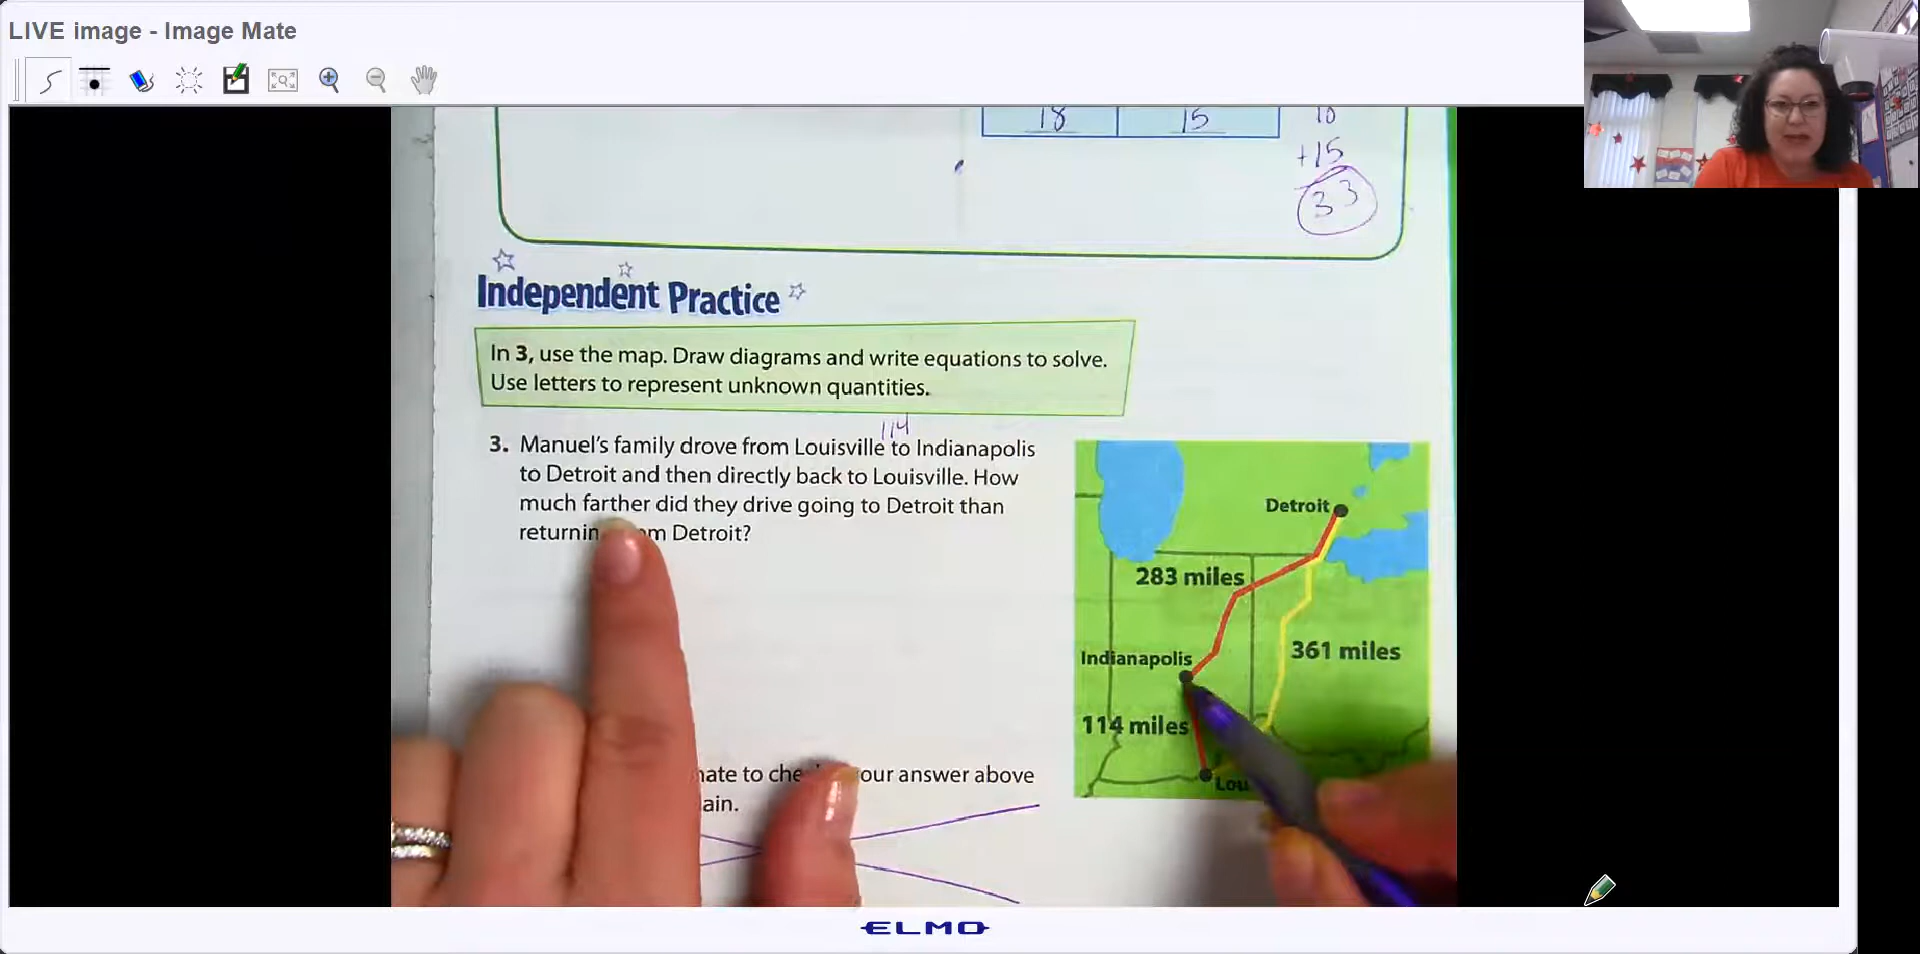 LIVE image - Image Mate
18 15
+15
33
Independent Practice
In 3, use the map. Draw diagrams and write equations to solve.
Use letters to represent unknown quantities.
114
3. Manuel's family drove from Louisville to Indianapolis
to Detroit and then directly back to Louisville. How
much farther did they drive going to Detroit than
Detroit?
Detroit
283 miles
361 miles
Indianapolis
114 miles
our answer above
ELMO